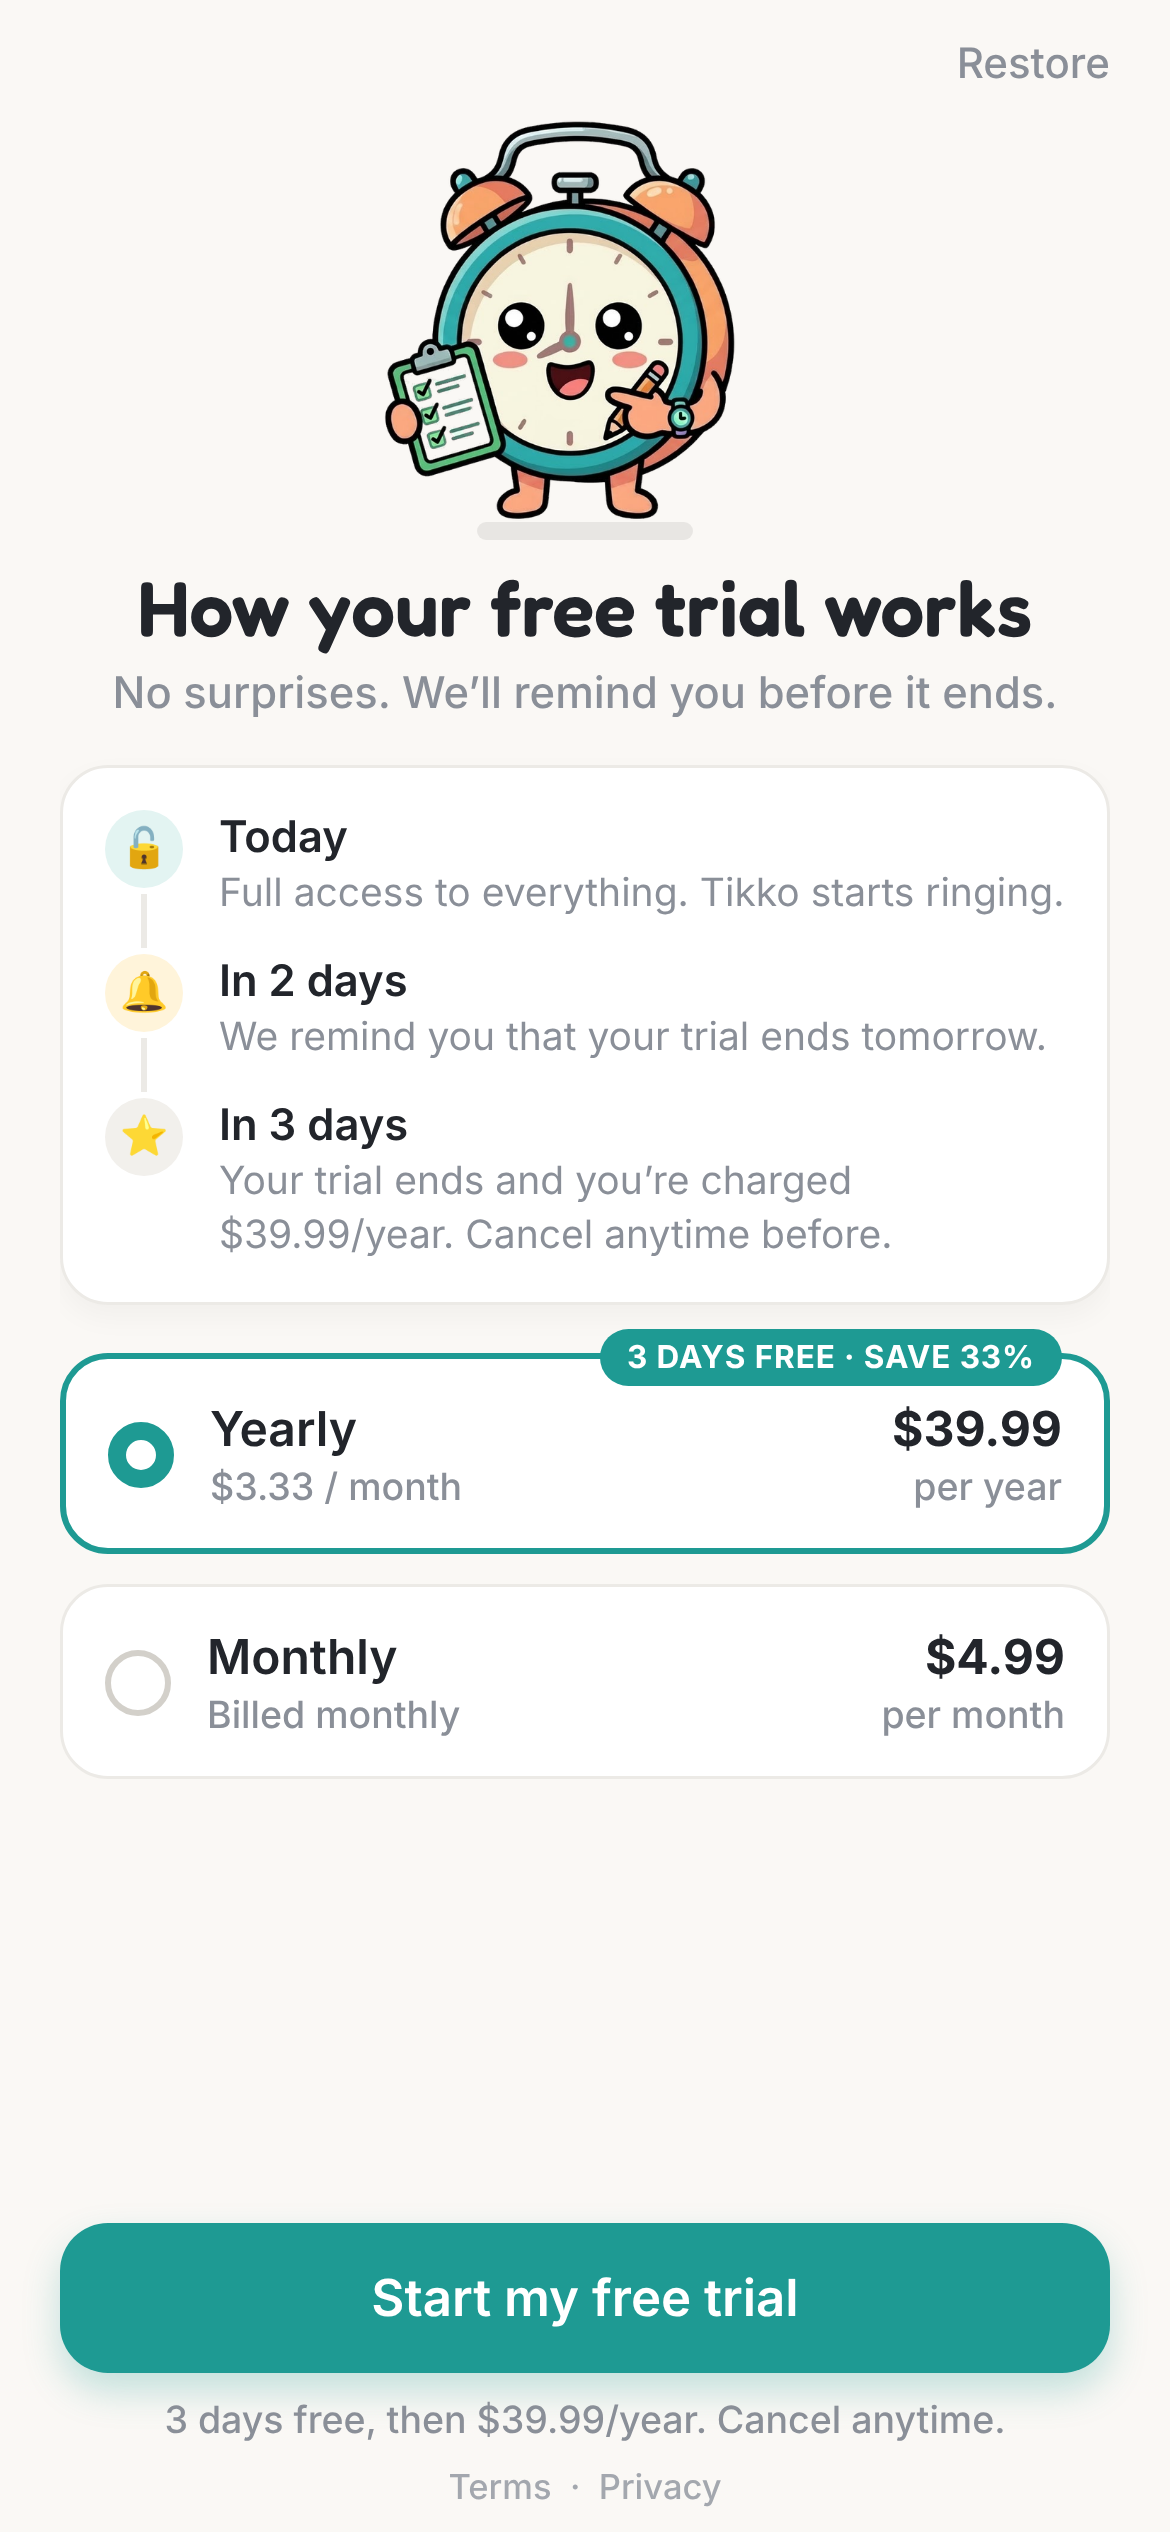 Restore
How your free trial works
No surprises. We’ll remind you before it ends.
Today
Full access to everything. Tikko starts ringing.
In 2 days
We remind you that your trial ends tomorrow.
In 3 days
Your trial ends and you’re charged
$39.99/year. Cancel anytime before.
3 DAYS FREE · SAVE 33%
Yearly
$39.99
$3.33 / month
per year
Monthly
$4.99
Billed monthly
per month
Start my free trial
3 days free, then $39.99/year. Cancel anytime.
Terms · Privacy